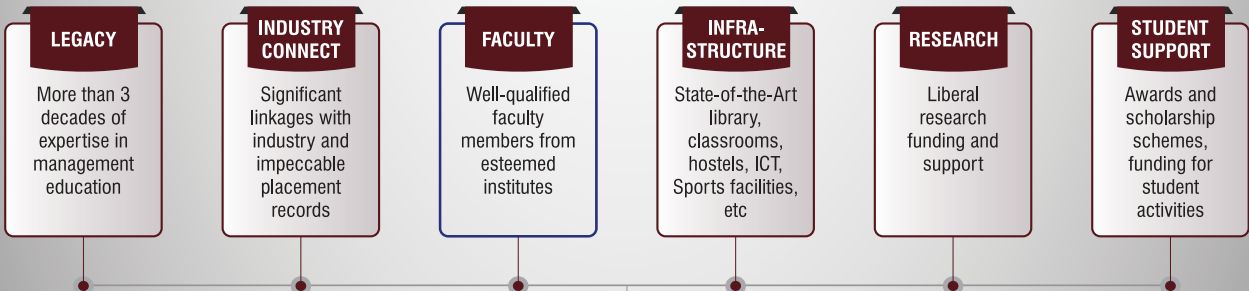 LEGACY
More than 3
decades of
expertise in
management
education
INDUSTRY
CONNECT
Significant
linkages with
industry and
impeccable
placement
records
FACULTY
Well-qualified
faculty
members from
esteemed
institutes
INFRA-
STRUCTURE
State-of-the-Art
library,
classrooms,
hostels, ICT,
Sports facilities,
etc
RESEARCH
Liberal
research
funding and
support
STUDENT
SUPPORT
Awards and
scholarship
schemes,
funding for
student
activities